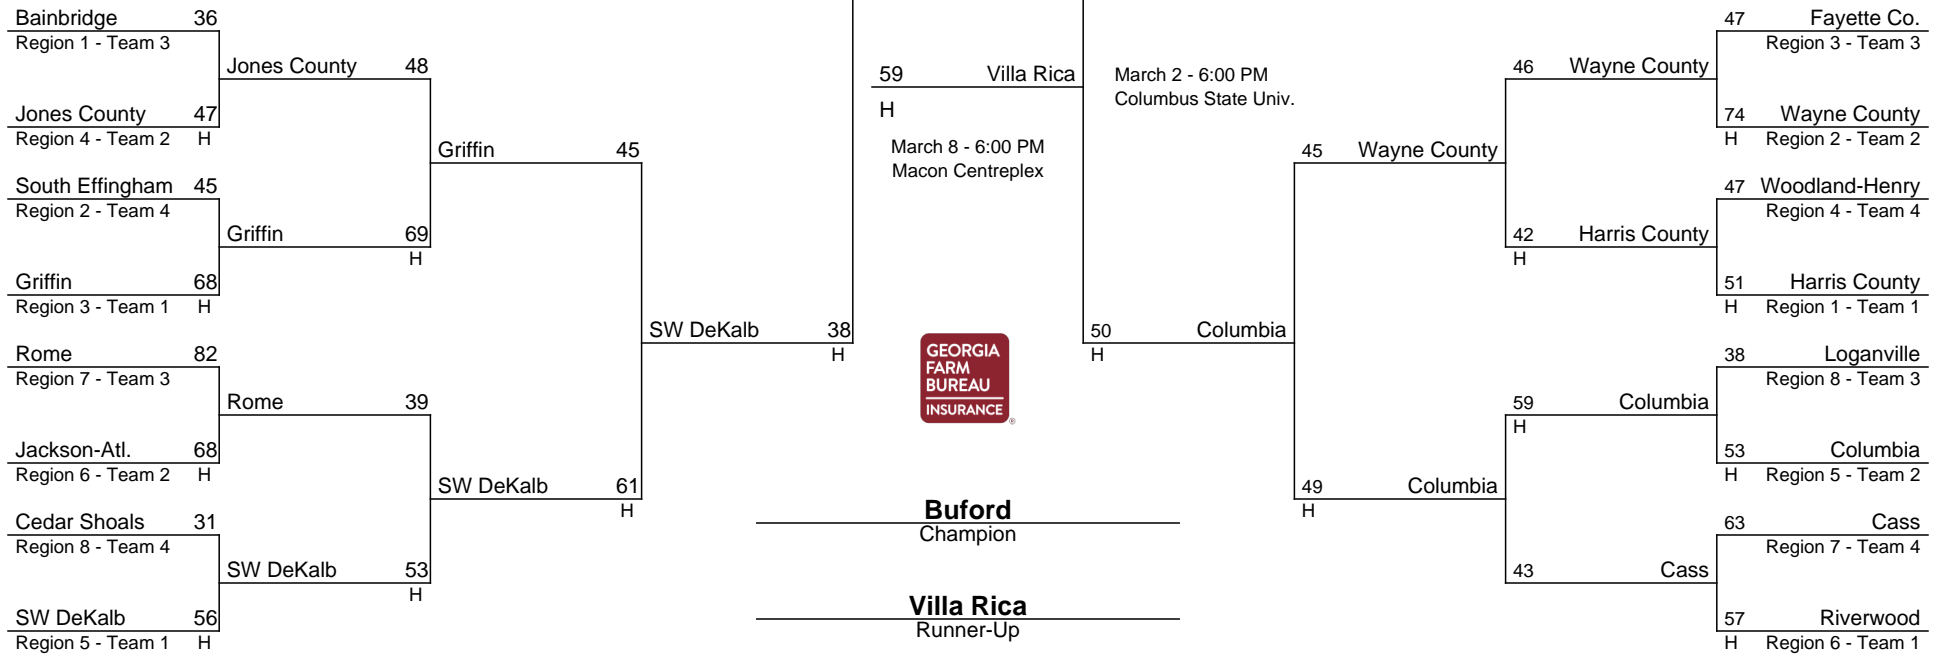 Bainbridge 36
Region 1 - Team 3
Jones County 48
Jones County 47
Region 4 - Team 2 H
Griffin 45
South Effingham 45
Region 2 - Team 4
Griffin 69
H
Griffin 68
Region 3 - Team 1 H
SW DeKalb 38
H
Rome 82
Region 7 - Team 3
Rome 39
Jackson-Atl. 68
Region 6 - Team 2 H
SW DeKalb 61
H
Cedar Shoals 31
Region 8 - Team 4
SW DeKalb 53
H
SW DeKalb 56
Region 5 - Team 1 H
59 Villa Rica
H
March 8 - 6:00 PM
Macon Centreplex
March 2 - 6:00 PM
Columbus State Univ.
GEORGIA
FARM
BUREAU
INSURANCE
®
Buford
Champion
Villa Rica
Runner-Up
47 Fayette Co.
Region 3 - Team 3
46 Wayne County
74 Wayne County
H Region 2 - Team 2
45 Wayne County
47 Woodland-Henry
Region 4 - Team 4
42 Harris County
H
51 Harris County
H Region 1 - Team 1
50 Columbia
H
38 Loganville
Region 8 - Team 3
59 Columbia
H
53 Columbia
H Region 5 - Team 2
49 Columbia
H
63 Cass
Region 7 - Team 4
43 Cass
57 Riverwood
H Region 6 - Team 1